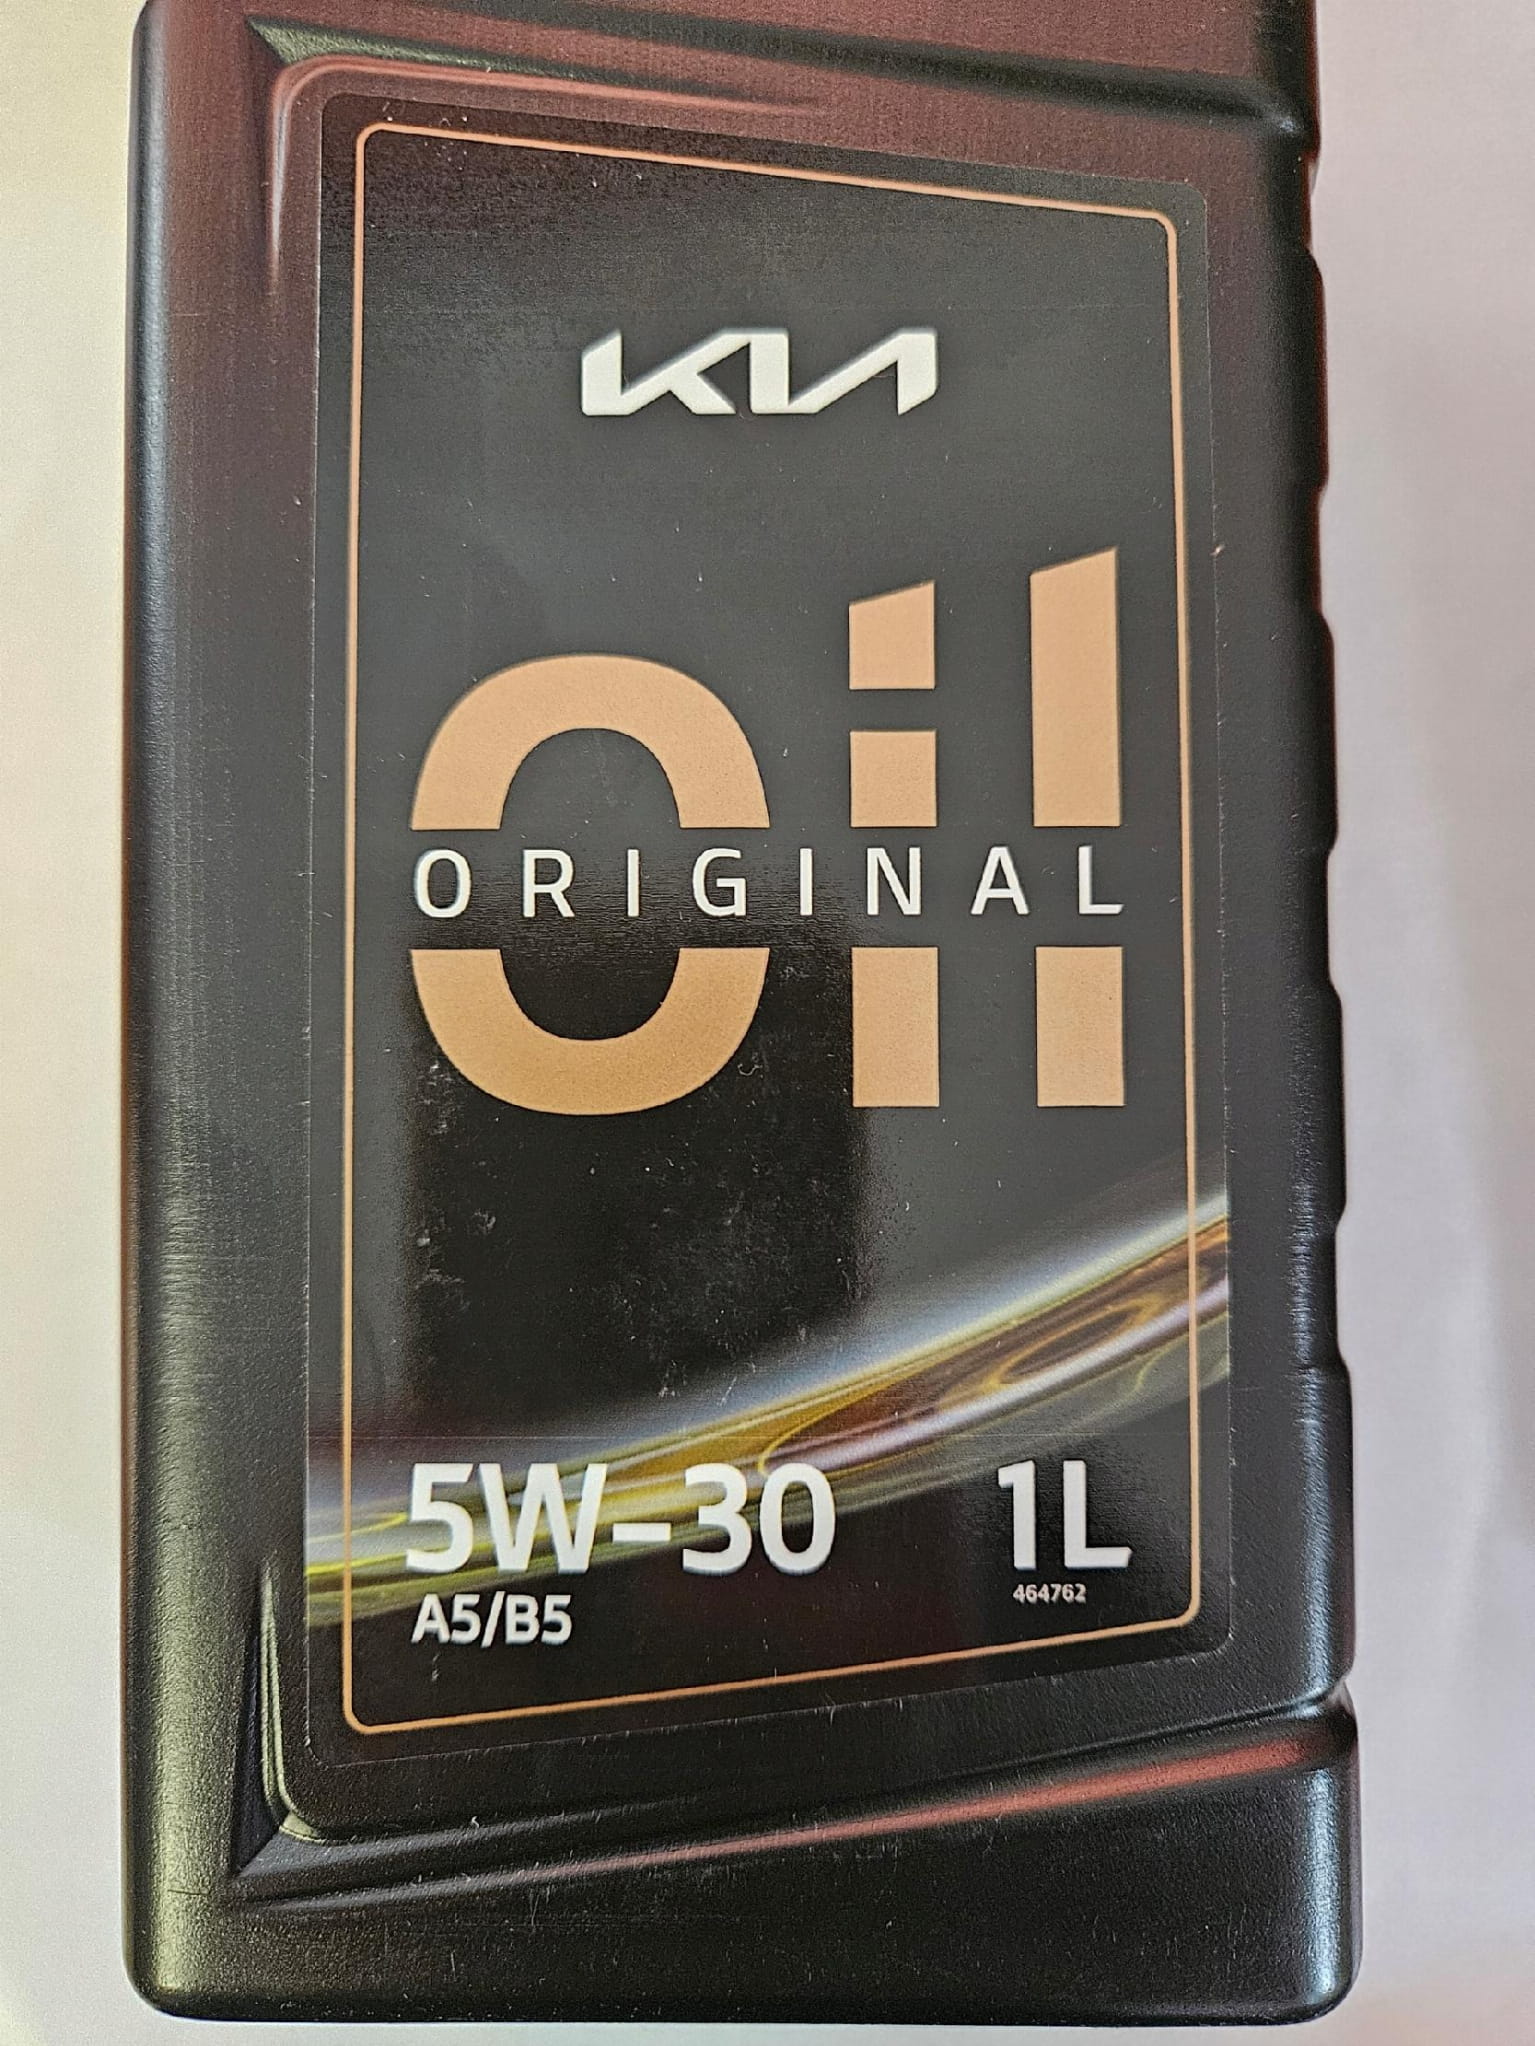 KIA
oil
ORIGINAL
5W-30 1L
464762
A5/B5